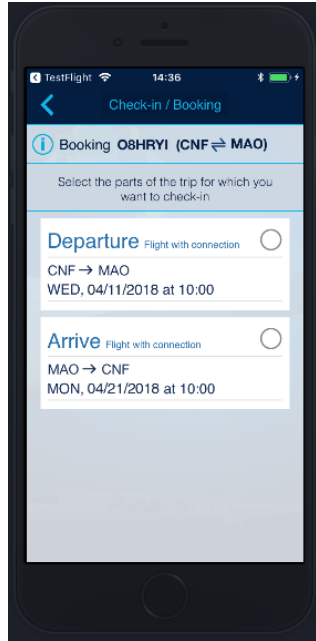 TestFlight 14:36
Check-in / Booking
i Booking O8HRYI (CNF ⇌ MAO)
Select the parts of the trip for which you
want to check-in
Departure Flight with connection
CNF → MAO
WED, 04/11/2018 at 10:00
Arrive Flight with connection
MAO → CNF
MON, 04/21/2018 at 10:00